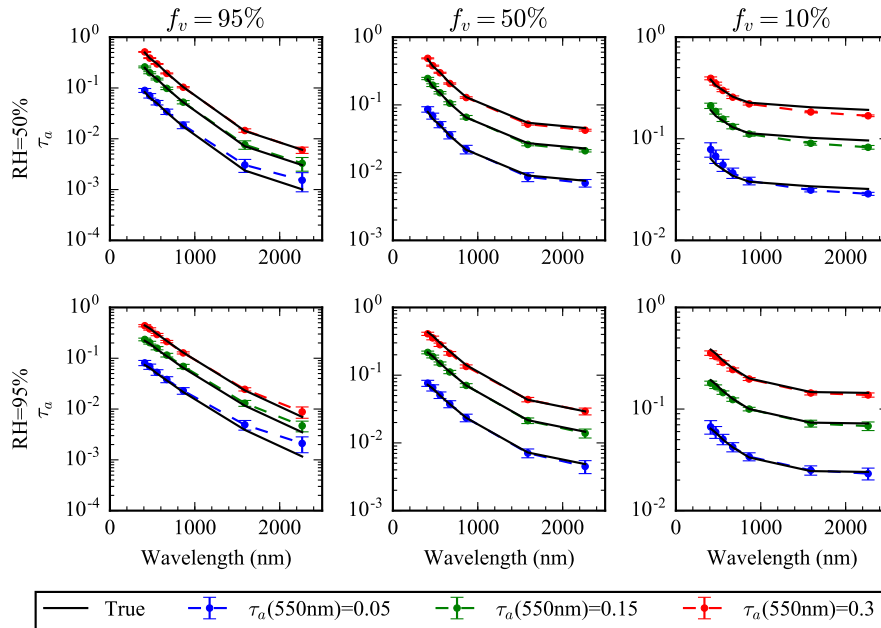 f_v = 95%
f_v = 50%
f_v = 10%
RH=50%
τ_a
10^0
10^-1
10^-2
10^-3
10^-4
0 1000 2000
10^0
10^-1
10^-2
10^-3
0 1000 2000
10^0
10^-1
10^-2
0 1000 2000
RH=95%
τ_a
10^0
10^-1
10^-2
10^-3
10^-4
0 1000 2000
10^0
10^-1
10^-2
10^-3
0 1000 2000
10^0
10^-1
10^-2
0 1000 2000
Wavelength (nm)
Wavelength (nm)
Wavelength (nm)
True
τ_a(550nm)=0.05
τ_a(550nm)=0.15
τ_a(550nm)=0.3